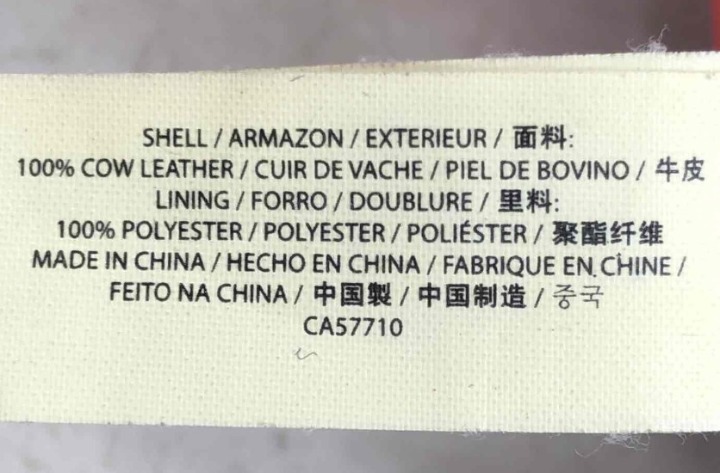 SHELL / ARMAZON / EXTERIEUR / 面料:
100% COW LEATHER / CUIR DE VACHE / PIEL DE BOVINO / 牛皮
LINING / FORRO / DOUBLURE / 里料:
100% POLYESTER / POLYESTER / POLIÉSTER / 聚酯纤维
MADE IN CHINA / HECHO EN CHINA / FABRIQUE EN CHINE /
FEITO NA CHINA / 中国製 / 中国制造 / 중국
CA57710